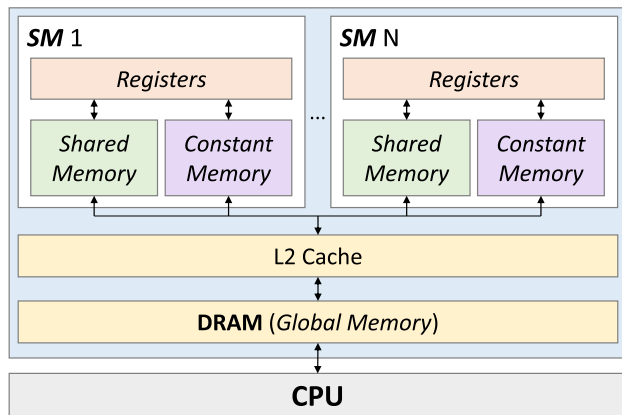 SM 1
SM N
Registers
Registers
...
Shared
Memory
Constant
Memory
Shared
Memory
Constant
Memory
L2 Cache
DRAM (Global Memory)
CPU